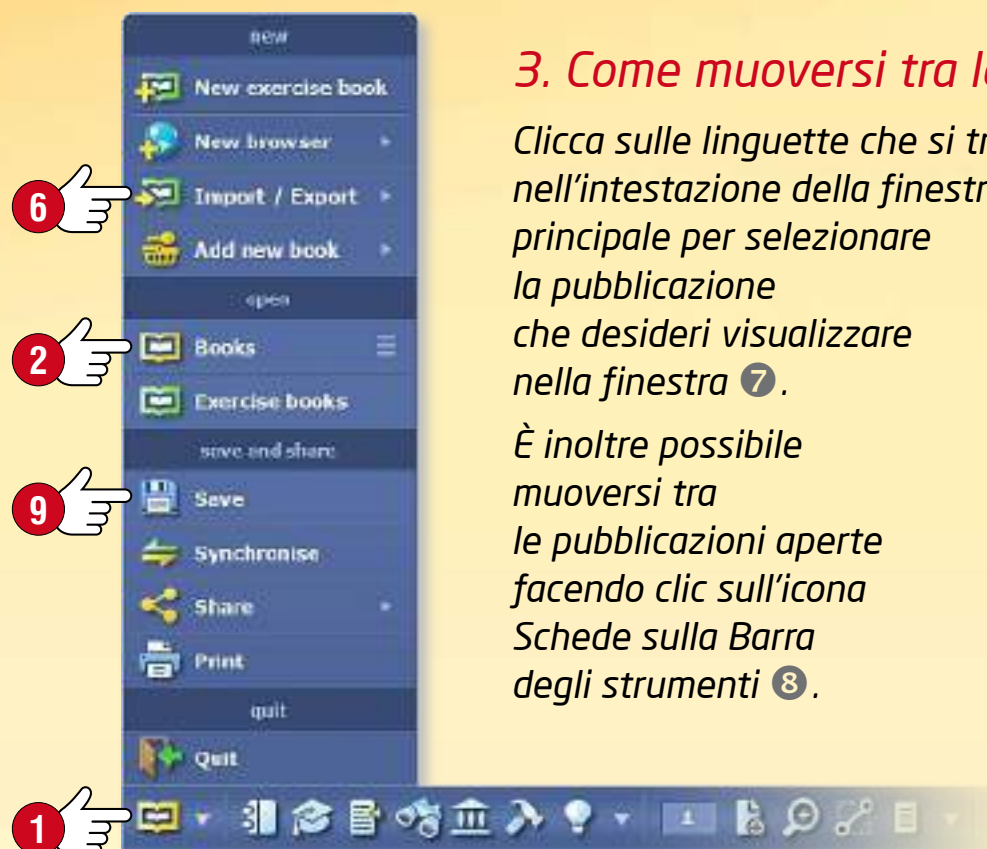 new
New exercise book
New browser
6
Import / Export
Add new book
open
2
Books
Exercise books
save and share
9
Save
Synchronise
Share
Print
quit
Quit
1
3. Come muoversi tra l
Clicca sulle linguette che si tr
nell'intestazione della finestr
principale per selezionare
la pubblicazione
che desideri visualizzare
nella finestra 7.
È inoltre possibile
muoversi tra
le pubblicazioni aperte
facendo clic sull'icona
Schede sulla Barra
degli strumenti 8.